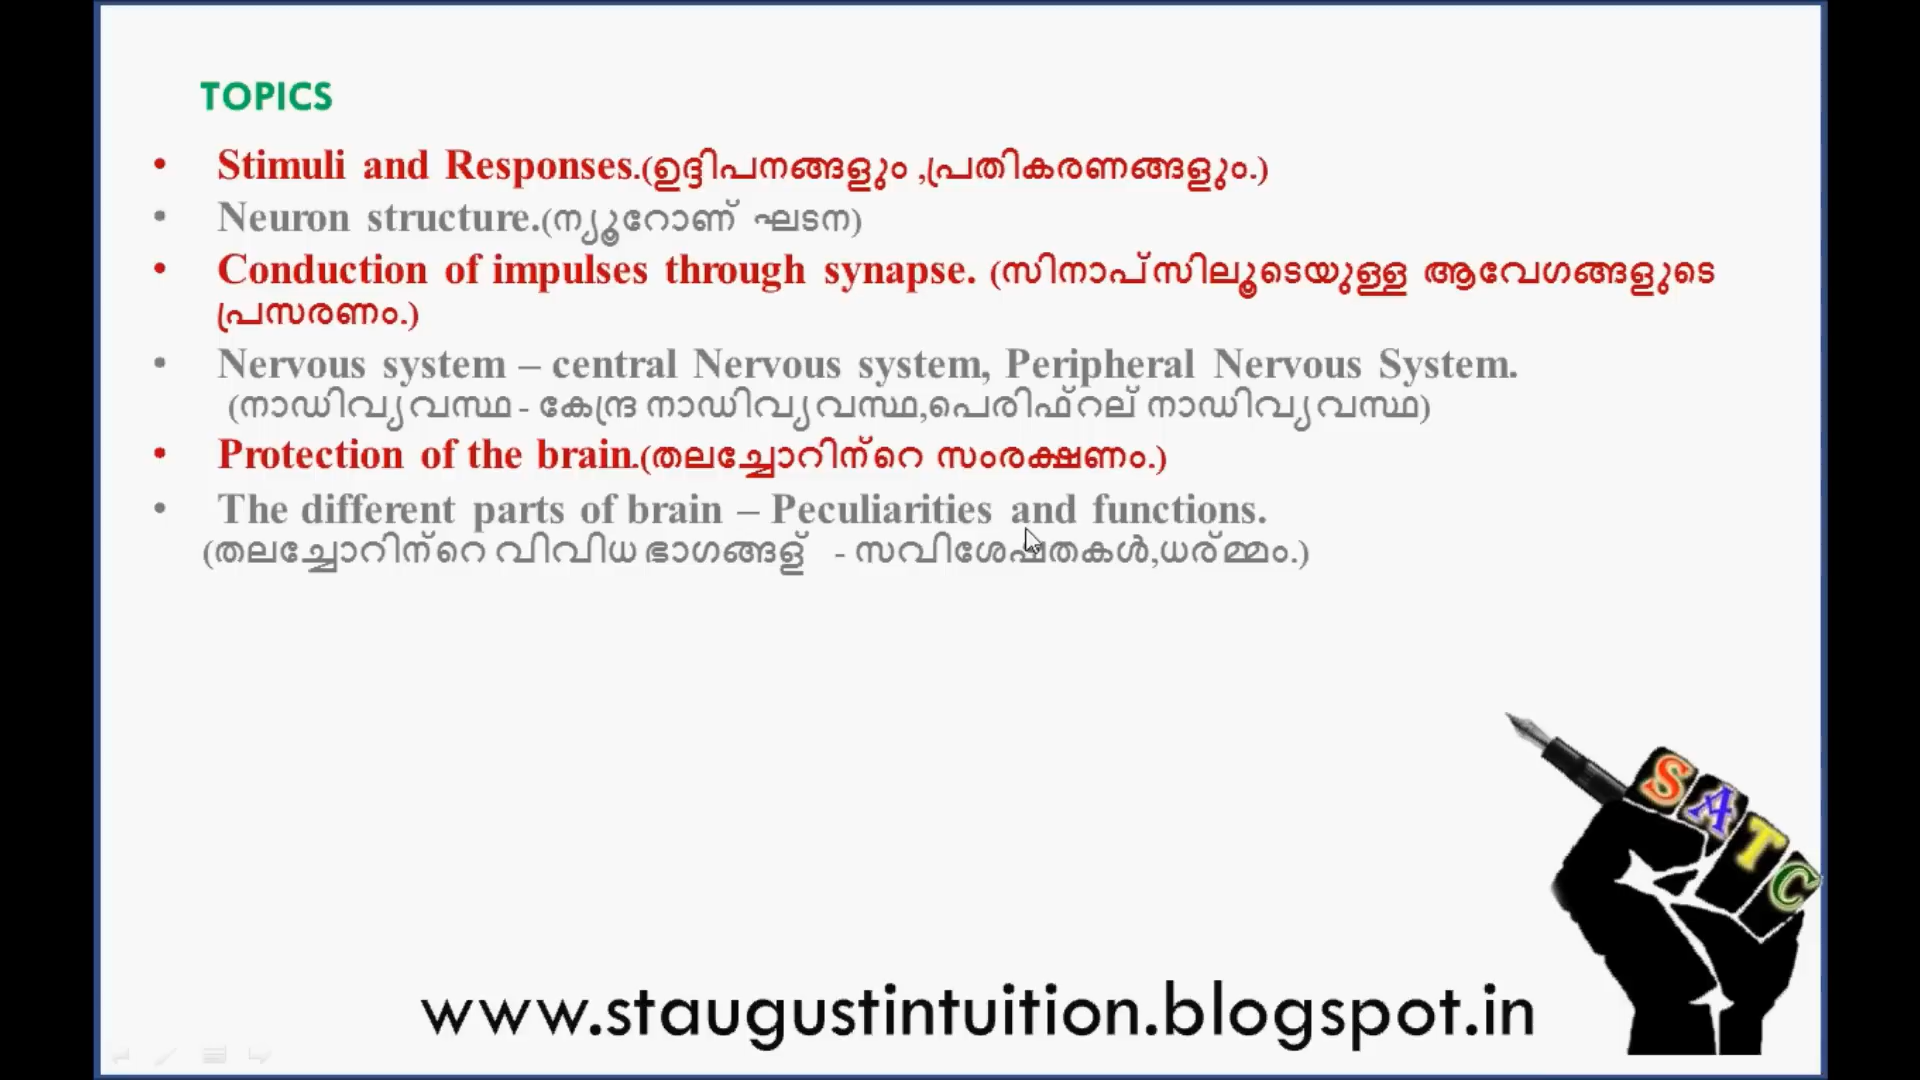 TOPICS
• Stimuli and Responses.(ഉദ്ദിപനങ്ങളും ,പ്രതികരണങ്ങളും.)
• Neuron structure.(ന്യൂറോണ് ഘടന)
• Conduction of impulses through synapse. (സിനാപ്സിലൂടെയുള്ള ആവേഗങ്ങളുടെ
പ്രസരണം.)
• Nervous system – central Nervous system, Peripheral Nervous System.
(നാഡിവ്യവസ്ഥ - കേന്ദ്ര നാഡിവ്യവസ്ഥ,പെരിഫ്റല് നാഡിവ്യവസ്ഥ)
• Protection of the brain.(തലച്ചോറിന്റെ സംരക്ഷണം.)
• The different parts of brain – Peculiarities and functions.
(തലച്ചോറിന്റെ വിവിധ ഭാഗങ്ങള് - സവിശേഷതകൾ,ധര്മ്മം.)
SATC
www.staugustintuition.blogspot.in